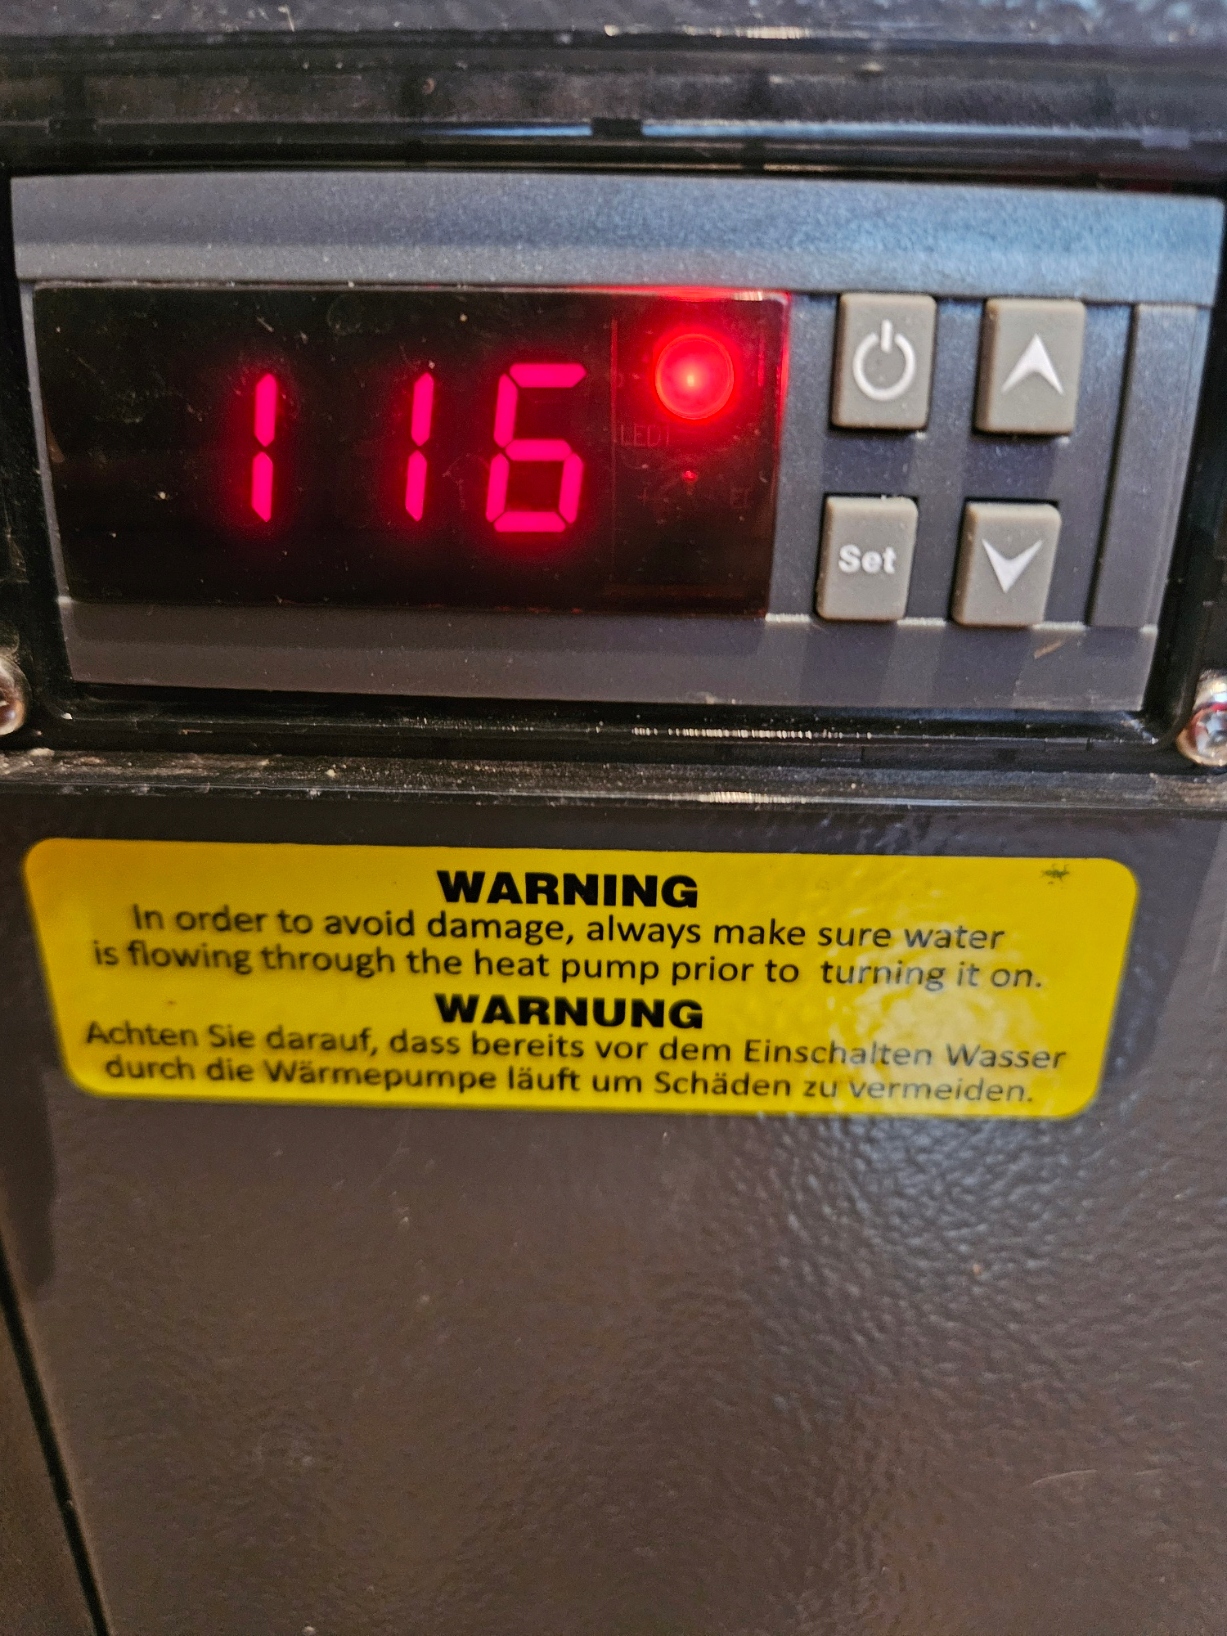 116
LED1
Set
WARNING
In order to avoid damage, always make sure water
is flowing through the heat pump prior to turning it on.
WARNUNG
Achten Sie darauf, dass bereits vor dem Einschalten Wasser
durch die Wärmepumpe läuft um Schäden zu vermeiden.